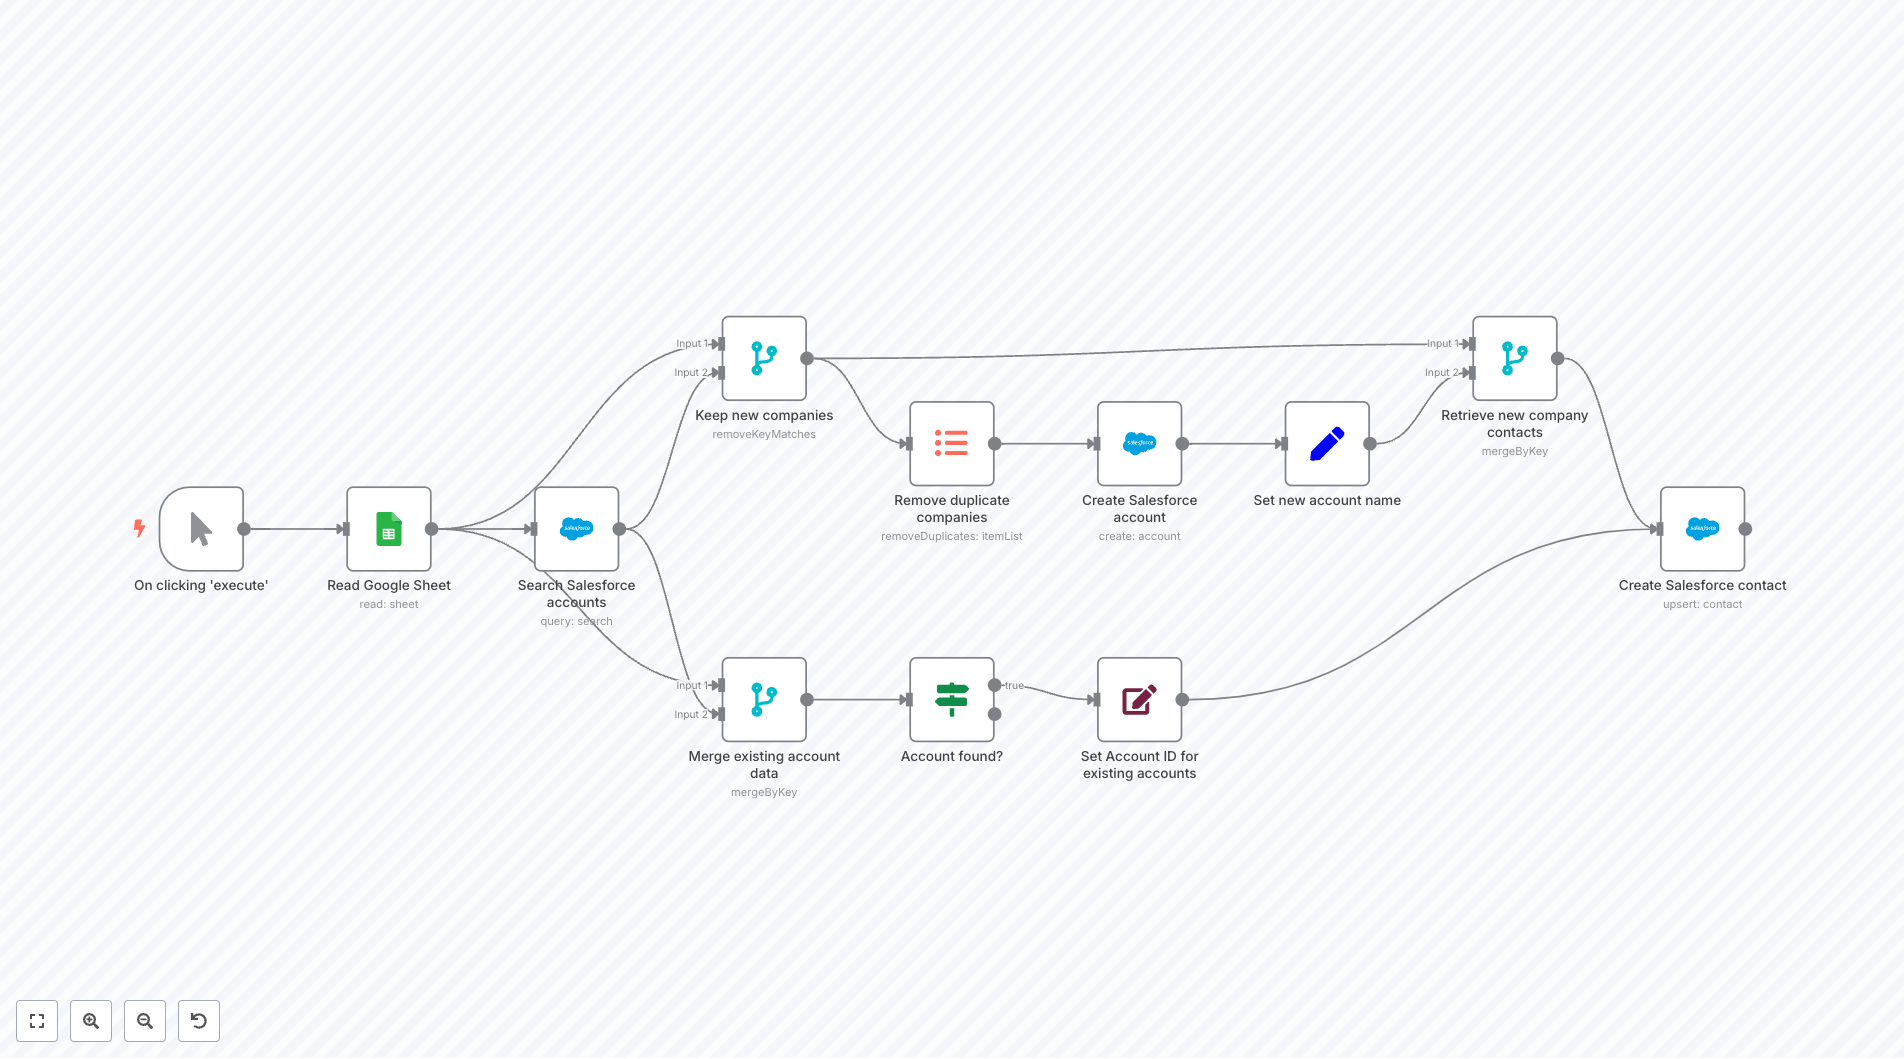 Input 1
Input 2
Keep new companies
removeKeyMatches
Input 1
Input 2
Retrieve new company
contacts
mergeByKey
Remove duplicate
companies
removeDuplicates: itemList
salesforce
Create Salesforce
account
create: account
Set new account name
On clicking 'execute'
Read Google Sheet
read: sheet
salesforce
Search Salesforce
accounts
query: search
salesforce
Create Salesforce contact
upsert: contact
Input 1
Input 2
Merge existing account
data
mergeByKey
true
Account found?
Set Account ID for
existing accounts